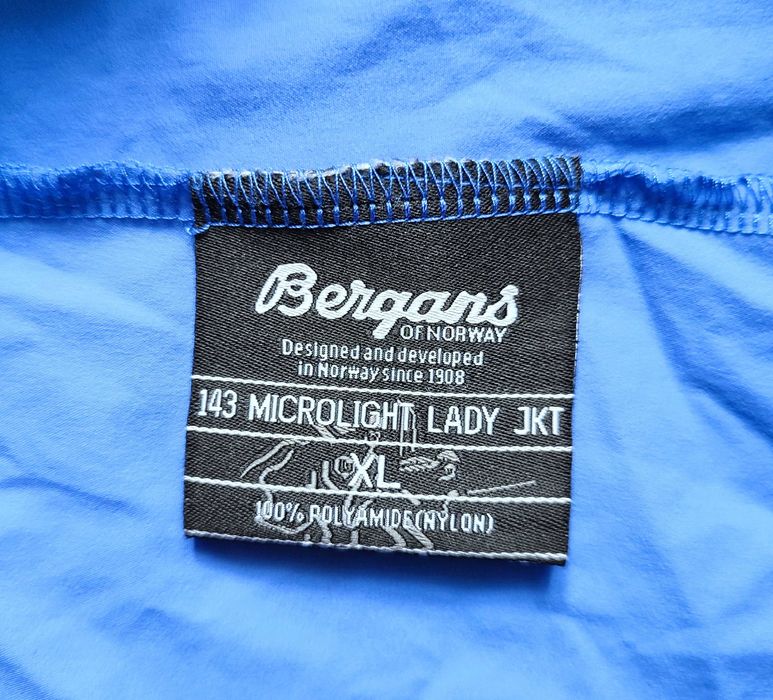 Bergans
OF NORWAY
Designed and developed
in Norway since 1908
143 MICROLIGHT LADY JKT
XL
100% POLYAMIDE(NYLON)